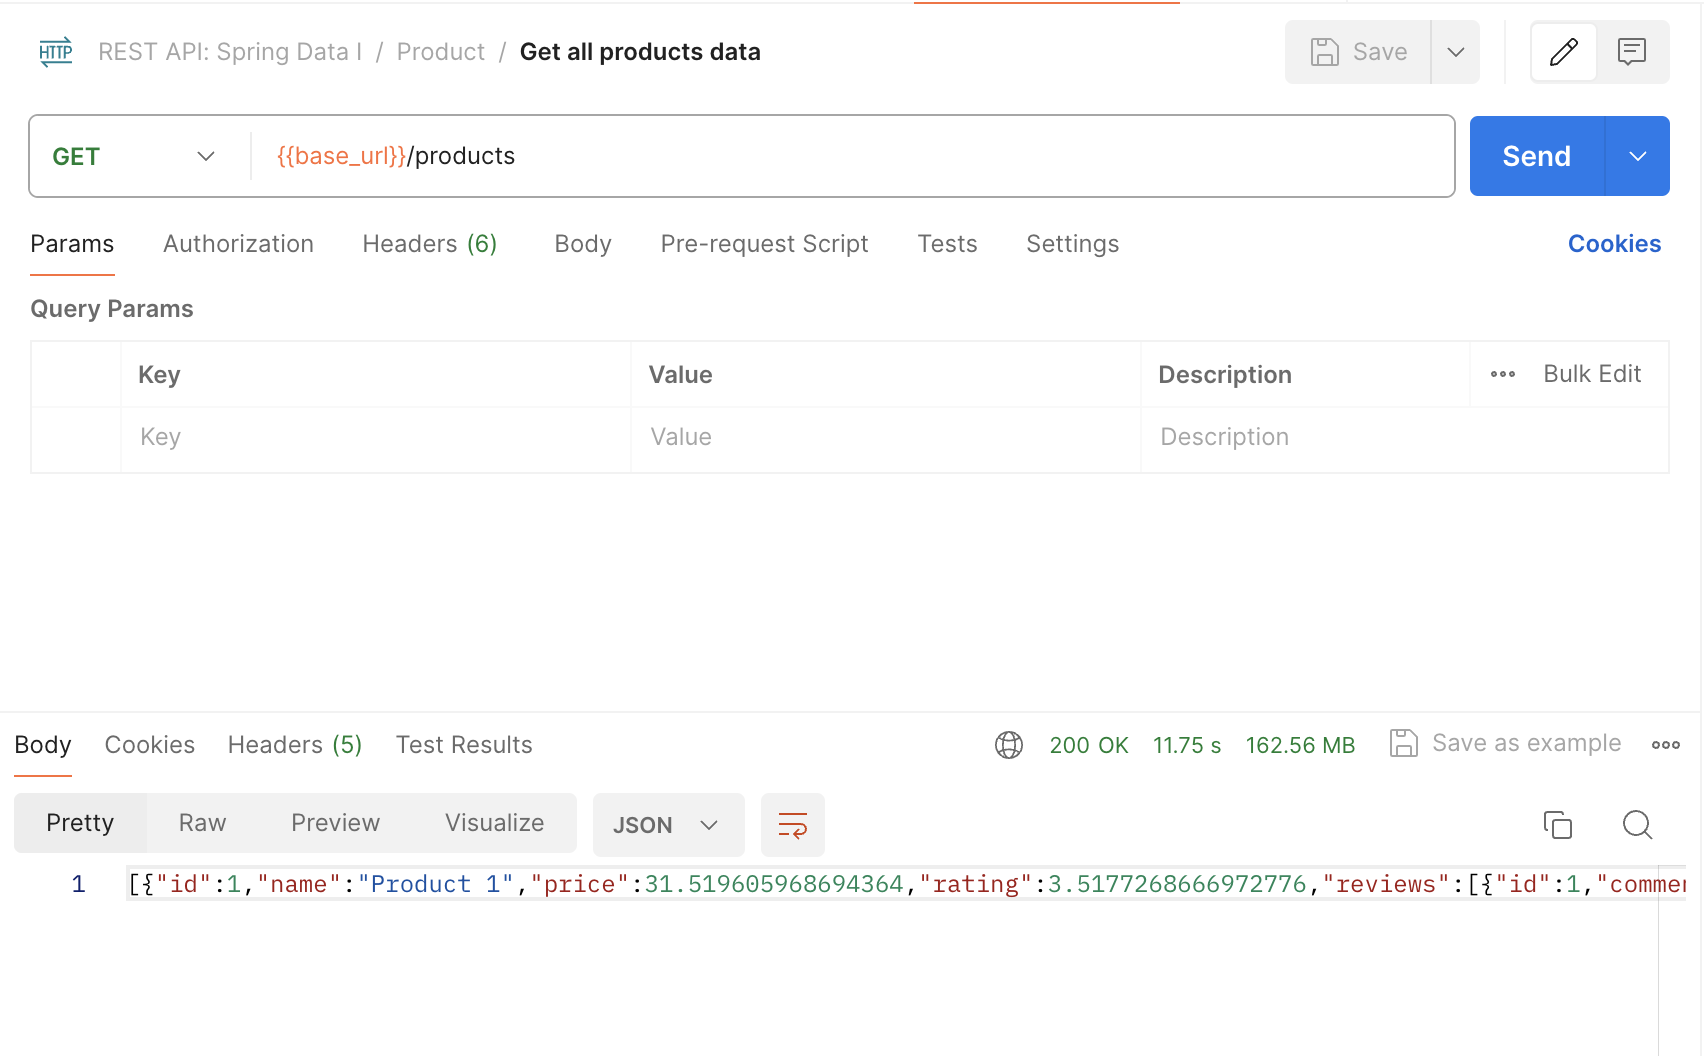 HTTP REST API: Spring Data I / Product / Get all products data Save
GET {{base_url}}/products Send
Params Authorization Headers (6) Body Pre-request Script Tests Settings Cookies
Query Params
Key Value Description ••• Bulk Edit
Key Value Description
Body Cookies Headers (5) Test Results 200 OK 11.75 s 162.56 MB Save as example
Pretty Raw Preview Visualize JSON
1 [{"id":1,"name":"Product 1","price":31.519605968694364,"rating":3.5177268666972776,"reviews":[{"id":1,"commen